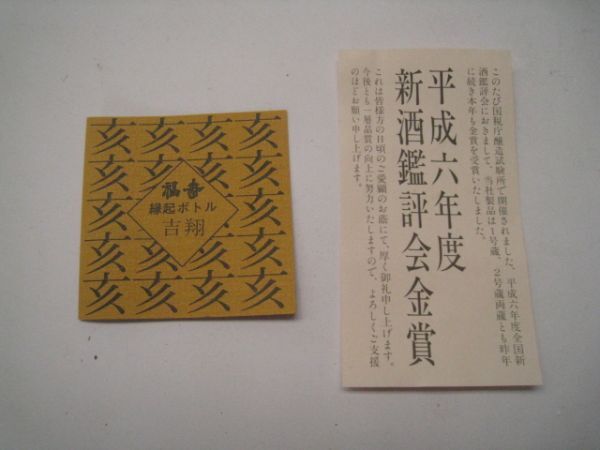 亥亥亥亥
亥亥亥亥
亥亥
亥亥
亥亥亥亥
福寿
縁起ボトル
吉翔
このたび国税庁醸造試験所で開催されました、平成六年度全国新
酒鑑評会におきまして、当社製品は1号蔵、2号蔵両蔵とも昨年
に続き本年も金賞を受賞いたしました。
平成六年度
新酒鑑評会金賞
これは皆様方の日頃のご愛顧のお蔭にて、厚く御礼申し上げます。
今後とも一層品質の向上に努力いたしますので、よろしくご支援
のほどお願い申し上げます。